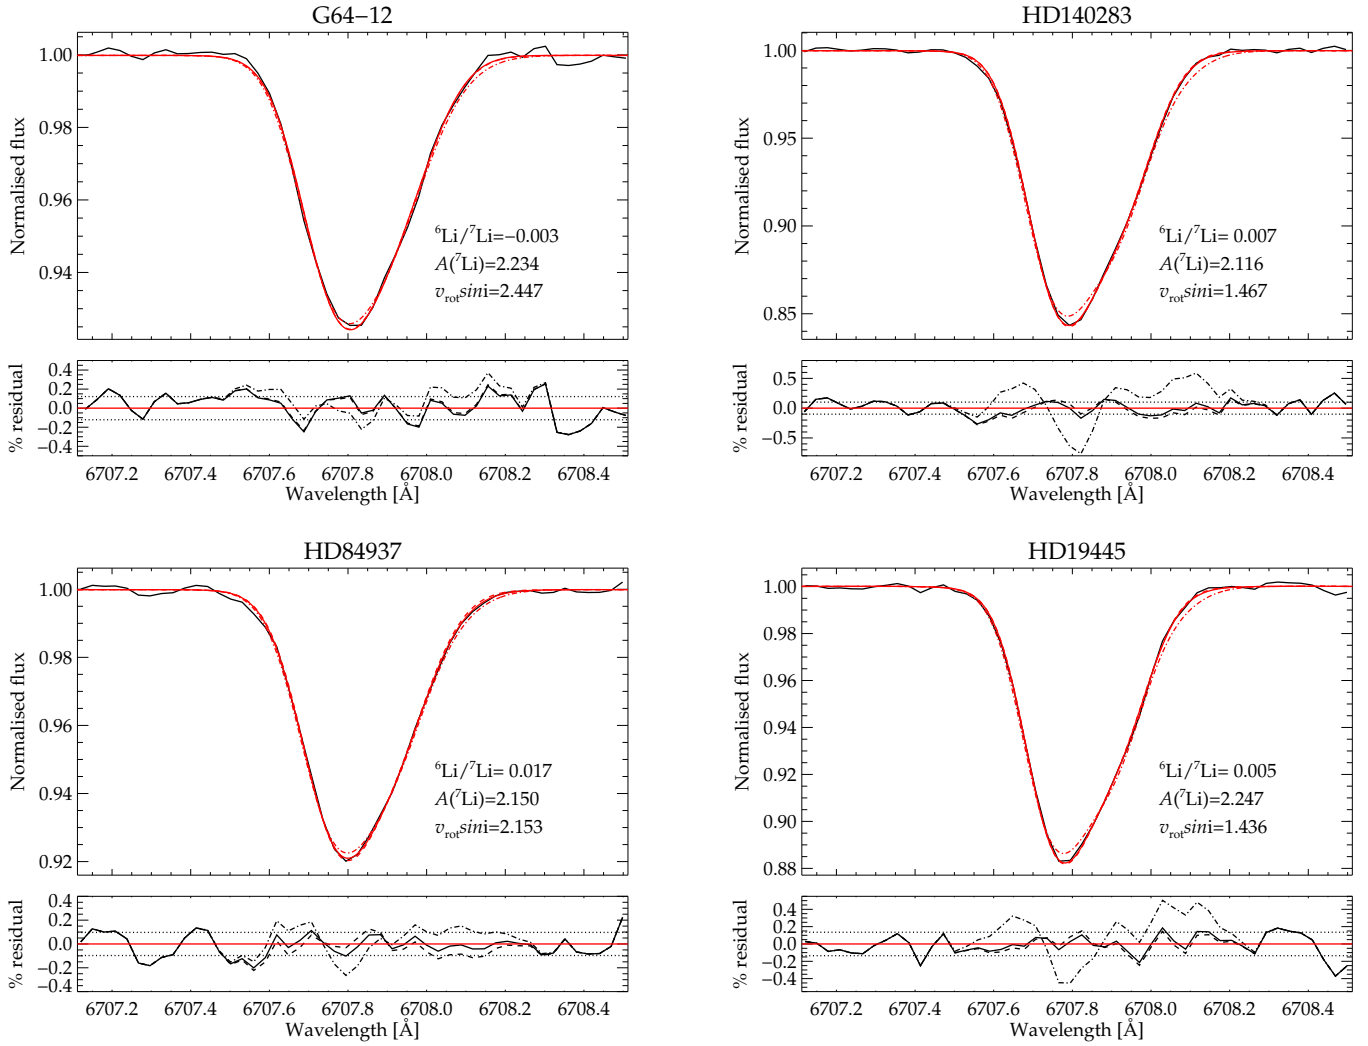 G64−12
1.00
0.98
0.96
0.94
Normalised flux
⁶Li/⁷Li=−0.003
A(⁷Li)=2.234
v_rot sini=2.447
0.4
0.2
0.0
−0.2
−0.4
% residual
6707.2 6707.4 6707.6 6707.8 6708.0 6708.2 6708.4
Wavelength [Å]
HD140283
1.00
0.95
0.90
0.85
Normalised flux
⁶Li/⁷Li= 0.007
A(⁷Li)=2.116
v_rot sini=1.467
0.5
0.0
−0.5
% residual
6707.2 6707.4 6707.6 6707.8 6708.0 6708.2 6708.4
Wavelength [Å]
HD84937
1.00
0.98
0.96
0.94
0.92
Normalised flux
⁶Li/⁷Li= 0.017
A(⁷Li)=2.150
v_rot sini=2.153
0.4
0.2
0.0
−0.2
−0.4
% residual
6707.2 6707.4 6707.6 6707.8 6708.0 6708.2 6708.4
Wavelength [Å]
HD19445
1.00
0.98
0.96
0.94
0.92
0.90
0.88
Normalised flux
⁶Li/⁷Li= 0.005
A(⁷Li)=2.247
v_rot sini=1.436
0.4
0.2
0.0
−0.2
−0.4
% residual
6707.2 6707.4 6707.6 6707.8 6708.0 6708.2 6708.4
Wavelength [Å]